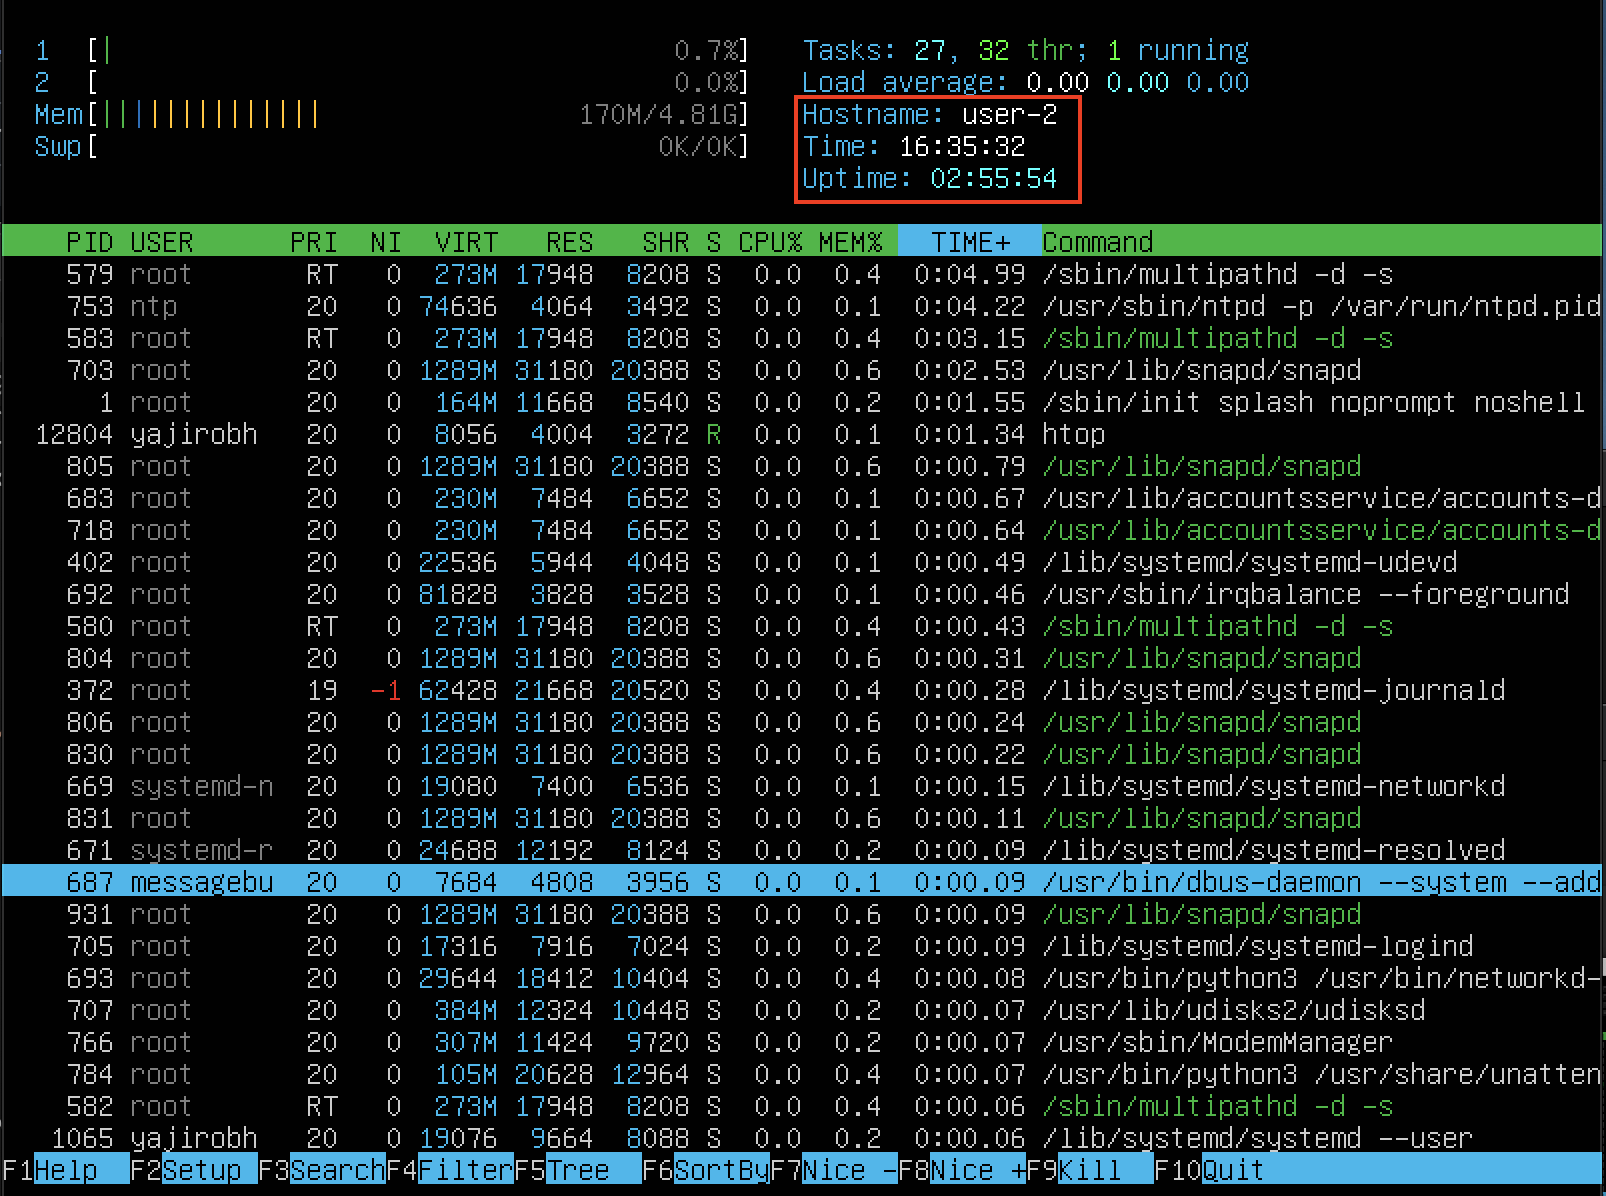 1  [|  0.7%]
2  [  0.0%]
Mem[||||||||||||||  170M/4.81G]
Swp[  0K/0K]
Tasks: 27, 32 thr; 1 running
Load average: 0.00 0.00 0.00
Hostname: user-2
Time: 16:35:32
Uptime: 02:55:54
PID USER PRI NI VIRT RES SHR S CPU% MEM% TIME+ Command
579 root RT 0 273M 17948 8208 S 0.0 0.4 0:04.99 /sbin/multipathd -d -s
753 ntp 20 0 74636 4064 3492 S 0.0 0.1 0:04.22 /usr/sbin/ntpd -p /var/run/ntpd.pid
583 root RT 0 273M 17948 8208 S 0.0 0.4 0:03.15 /sbin/multipathd -d -s
703 root 20 0 1289M 31180 20388 S 0.0 0.6 0:02.53 /usr/lib/snapd/snapd
1 root 20 0 164M 11668 8540 S 0.0 0.2 0:01.55 /sbin/init splash noprompt noshell
12804 yajirobh 20 0 8056 4004 3272 R 0.0 0.1 0:01.34 htop
805 root 20 0 1289M 31180 20388 S 0.0 0.6 0:00.79 /usr/lib/snapd/snapd
683 root 20 0 230M 7484 6652 S 0.0 0.1 0:00.67 /usr/lib/accountsservice/accounts-d
718 root 20 0 230M 7484 6652 S 0.0 0.1 0:00.64 /usr/lib/accountsservice/accounts-d
402 root 20 0 22536 5944 4048 S 0.0 0.1 0:00.49 /lib/systemd/systemd-udevd
692 root 20 0 81828 3828 3528 S 0.0 0.1 0:00.46 /usr/sbin/irqbalance --foreground
580 root RT 0 273M 17948 8208 S 0.0 0.4 0:00.43 /sbin/multipathd -d -s
804 root 20 0 1289M 31180 20388 S 0.0 0.6 0:00.31 /usr/lib/snapd/snapd
372 root 19 -1 62428 21668 20520 S 0.0 0.4 0:00.28 /lib/systemd/systemd-journald
806 root 20 0 1289M 31180 20388 S 0.0 0.6 0:00.24 /usr/lib/snapd/snapd
830 root 20 0 1289M 31180 20388 S 0.0 0.6 0:00.22 /usr/lib/snapd/snapd
669 systemd-n 20 0 19080 7400 6536 S 0.0 0.1 0:00.15 /lib/systemd/systemd-networkd
831 root 20 0 1289M 31180 20388 S 0.0 0.6 0:00.11 /usr/lib/snapd/snapd
671 systemd-r 20 0 24688 12192 8124 S 0.0 0.2 0:00.09 /lib/systemd/systemd-resolved
687 messagebu 20 0 7684 4808 3956 S 0.0 0.1 0:00.09 /usr/bin/dbus-daemon --system --add
931 root 20 0 1289M 31180 20388 S 0.0 0.6 0:00.09 /usr/lib/snapd/snapd
705 root 20 0 17316 7916 7024 S 0.0 0.2 0:00.09 /lib/systemd/systemd-logind
693 root 20 0 29644 18412 10404 S 0.0 0.4 0:00.08 /usr/bin/python3 /usr/bin/networkd-
707 root 20 0 384M 12324 10448 S 0.0 0.2 0:00.07 /usr/lib/udisks2/udisksd
766 root 20 0 307M 11424 9720 S 0.0 0.2 0:00.07 /usr/sbin/ModemManager
784 root 20 0 105M 20628 12964 S 0.0 0.4 0:00.07 /usr/bin/python3 /usr/share/unatten
582 root RT 0 273M 17948 8208 S 0.0 0.4 0:00.06 /sbin/multipathd -d -s
1065 yajirobh 20 0 19076 9664 8088 S 0.0 0.2 0:00.06 /lib/systemd/systemd --user
F1Help F2Setup F3SearchF4FilterF5Tree F6SortByF7Nice -F8Nice +F9Kill F10Quit